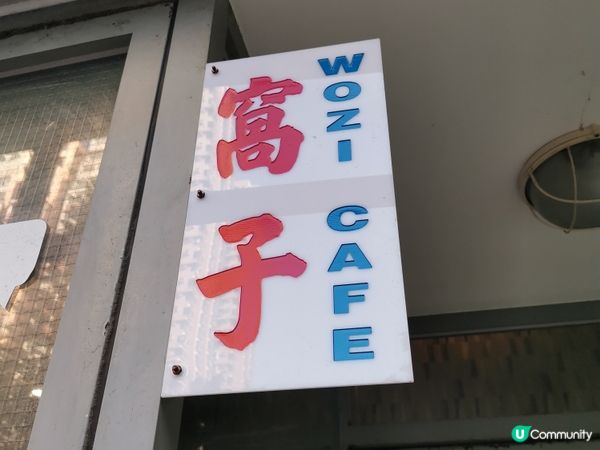 窩子
WOZI CAFE
U Community